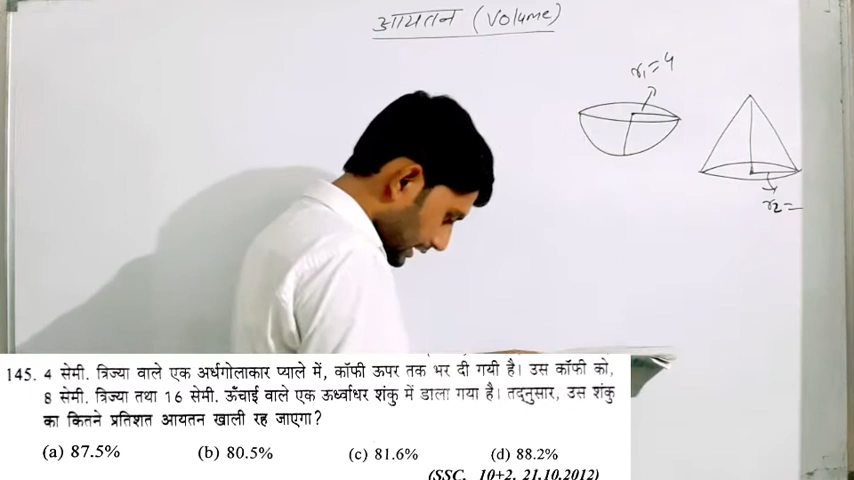 आयतन (Volume)
r₁=4
r₂=
145. 4 सेमी. त्रिज्या वाले एक अर्धगोलाकार प्याले में, कॉफी ऊपर तक भर दी गयी है। उस कॉफी को,
8 सेमी. त्रिज्या तथा 16 सेमी. ऊँचाई वाले एक ऊर्ध्वाधर शंकु में डाला गया है। तद्नुसार, उस शंकु
का कितने प्रतिशत आयतन खाली रह जाएगा?
(a) 87.5% (b) 80.5% (c) 81.6% (d) 88.2%
(SSC, 10+2, 21.10.2012)